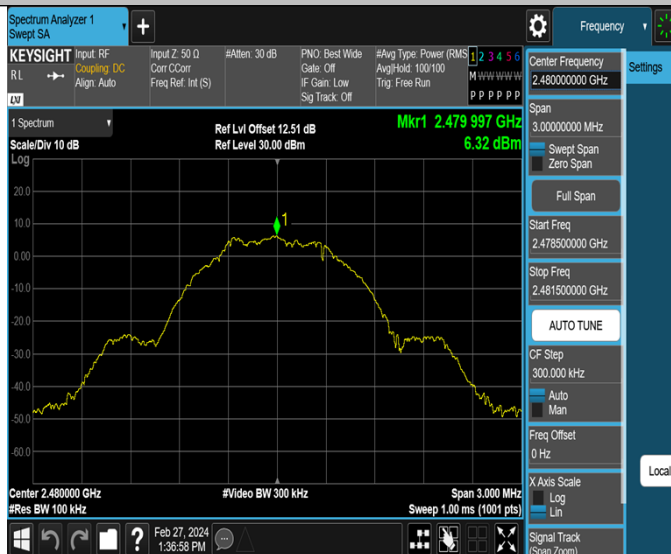 Spectrum Analyzer 1
Swept SA
Frequency
KEYSIGHT
RL
LXI
Input: RF
Coupling: DC
Align: Auto
Input Z: 50 Ω
Corr CCorr
Freq Ref: Int (S)
#Atten: 30 dB
PNO: Best Wide
Gate: Off
IF Gain: Low
Sig Track: Off
#Avg Type: Power (RMS
Avg|Hold: 100/100
Trig: Free Run
1 2 3 4 5 6
M W W W W W
P P P P P P
1 Spectrum
Scale/Div 10 dB
Log
Ref Lvl Offset 12.51 dB
Ref Level 30.00 dBm
Mkr1 2.479 997 GHz
6.32 dBm
1
20.0
10.0
0.00
-10.0
-20.0
-30.0
-40.0
-50.0
-60.0
Center 2.480000 GHz
#Res BW 100 kHz
#Video BW 300 kHz
Span 3.000 MHz
Sweep 1.00 ms (1001 pts)
Feb 27, 2024
1:36:58 PM
Center Frequency
2.480000000 GHz
Span
3.00000000 MHz
Swept Span
Zero Span
Full Span
Start Freq
2.478500000 GHz
Stop Freq
2.481500000 GHz
AUTO TUNE
CF Step
300.000 kHz
Auto
Man
Freq Offset
0 Hz
X Axis Scale
Log
Lin
Signal Track
(Span Zoom)
Settings
Local